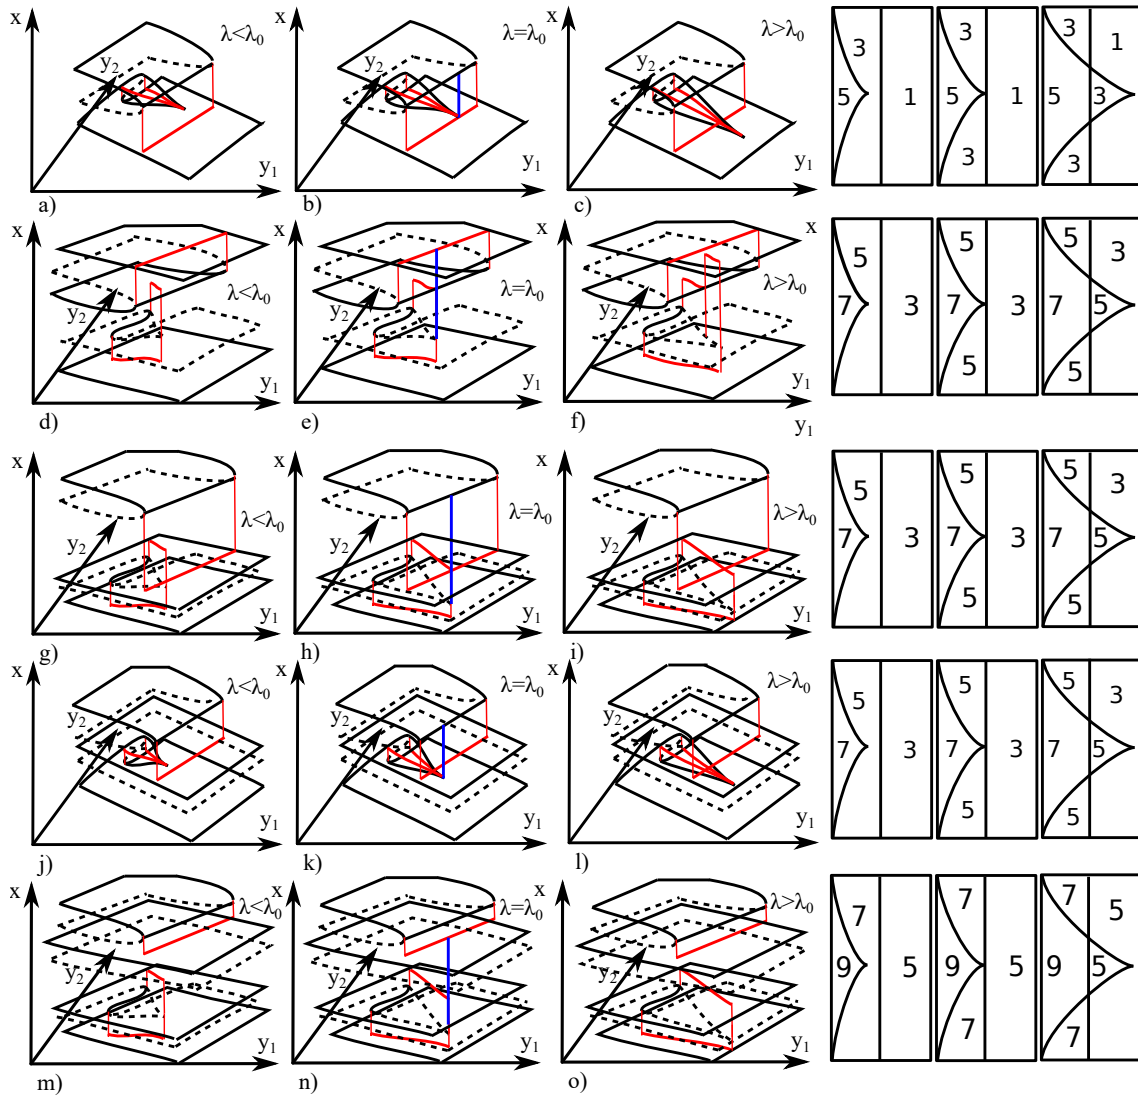 x λ<λ₀ y₂ y₁ a)
x λ=λ₀ y₂ y₁ b)
x λ>λ₀ y₂ y₁ c)
3 5 1
3 5 1 3
3 1 5 3 3
x λ<λ₀ y₂ y₁ d)
x λ=λ₀ y₂ y₁ e)
x λ>λ₀ y₂ y₁ f)
5 7 3
5 7 3 5
5 3 7 5 5
x λ<λ₀ y₂ y₁ g)
x λ=λ₀ y₂ y₁ h)
x λ>λ₀ y₂ y₁ i)
5 7 3
5 7 3 5
5 3 7 5 5
x λ<λ₀ y₂ y₁ j)
x λ=λ₀ y₂ y₁ k)
x λ>λ₀ y₂ y₁ l)
5 7 3
5 7 3 5
5 3 7 5 5
x λ<λ₀ y₂ y₁ m)
x λ=λ₀ y₂ y₁ n)
x λ>λ₀ y₂ y₁ o)
7 9 5
7 9 5 7
7 5 9 5 7